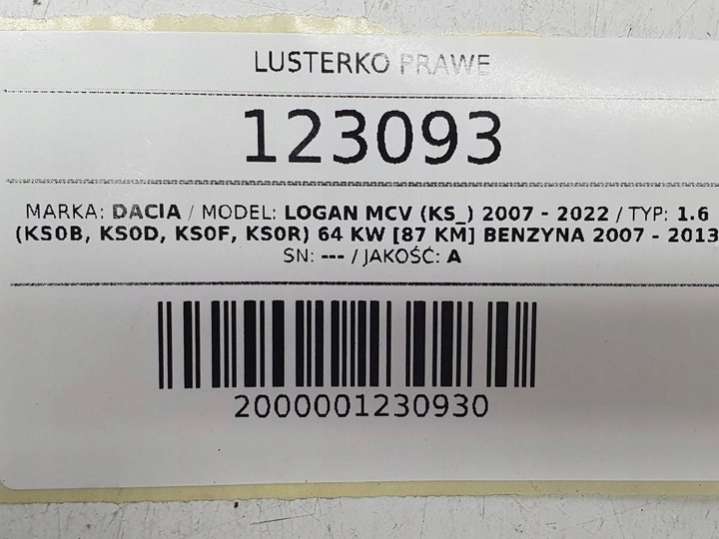 LUSTERKO PRAWE
123093
MARKA: DACIA / MODEL: LOGAN MCV (KS_) 2007 - 2022 / TYP: 1.6
(KS0B, KS0D, KS0F, KS0R) 64 KW [87 KM] BENZYNA 2007 - 2013
SN: --- / JAKOŚĆ: A
2000001230930